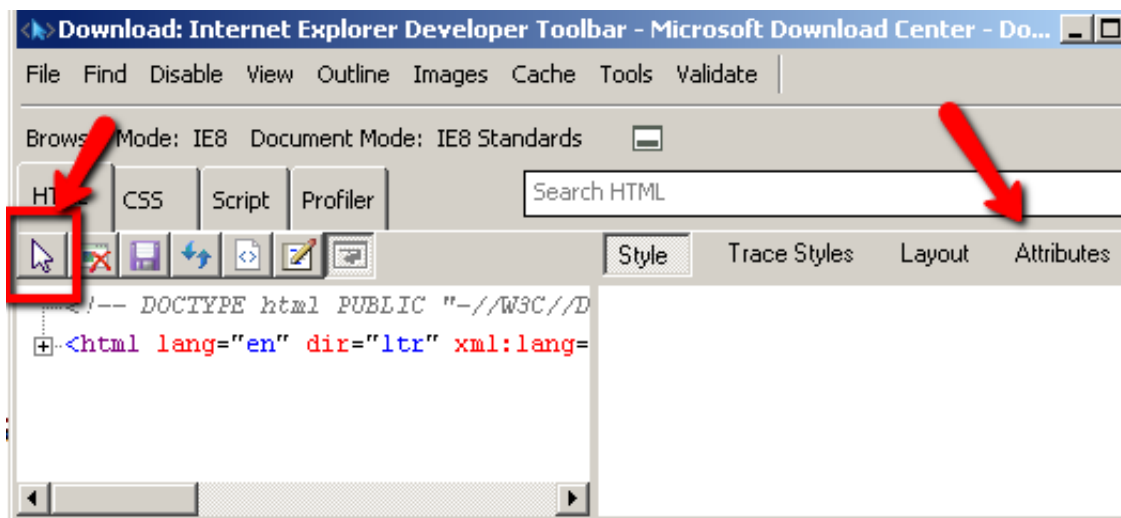 Download: Internet Explorer Developer Toolbar - Microsoft Download Center - Do...
File Find Disable View Outline Images Cache Tools Validate
Mode: IE8 Document Mode: IE8 Standards
CSS Script Profiler Search HTML
Style Trace Styles Layout Attributes
<!-- DOCTYPE html PUBLIC "-//W3C//D
<html lang="en" dir="ltr" xml:lang=